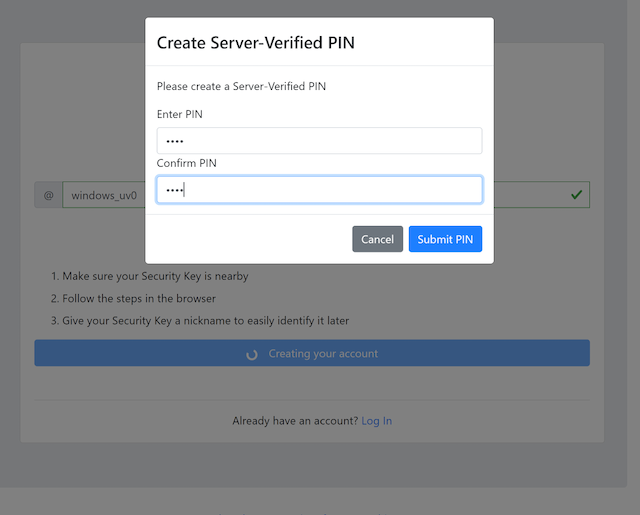 Create Server-Verified PIN
Please create a Server-Verified PIN
Enter PIN
••••
Confirm PIN
••••
@ windows_uv0
Cancel Submit PIN
1. Make sure your Security Key is nearby
2. Follow the steps in the browser
3. Give your Security Key a nickname to easily identify it later
Creating your account
Already have an account? Log In